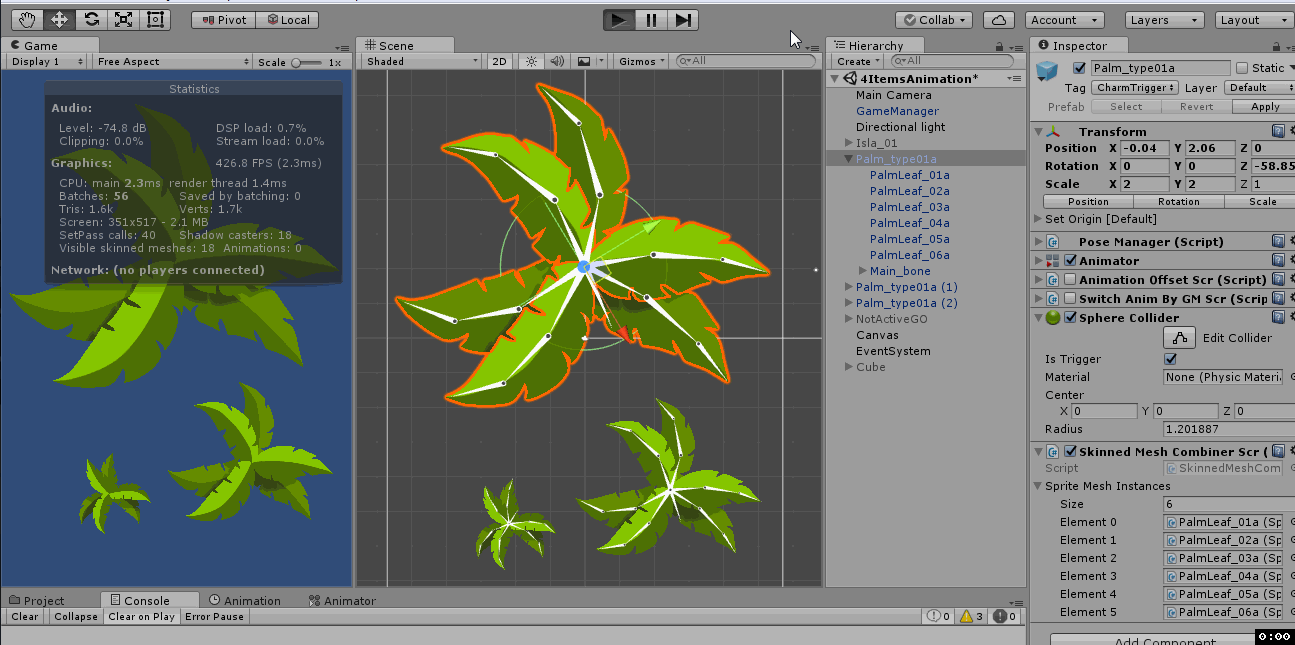 Pivot Local Collab Account Layers Layout
Game
Display 1 Free Aspect Scale 1x
Statistics
Audio:
Level: -74.8 dB DSP load: 0.7%
Clipping: 0.0% Stream load: 0.0%
Graphics: 426.8 FPS (2.3ms)
CPU: main 2.3ms render thread 1.4ms
Batches: 56 Saved by batching: 0
Tris: 1.6k Verts: 1.7k
Screen: 351x517 - 2.1 MB
SetPass calls: 40 Shadow casters: 18
Visible skinned meshes: 18 Animations: 0
Network: (no players connected)
Scene
Shaded 2D Gizmos All
Hierarchy
Create All
4ItemsAnimation*
Main Camera
GameManager
Directional light
Isla_01
Palm_type01a
PalmLeaf_01a
PalmLeaf_02a
PalmLeaf_03a
PalmLeaf_04a
PalmLeaf_05a
PalmLeaf_06a
Main_bone
Palm_type01a (1)
Palm_type01a (2)
NotActiveGO
Canvas
EventSystem
Cube
Inspector
Palm_type01a Static
Tag CharmTrigger Layer Default
Prefab Select Revert Apply
Transform
Position X -0.04 Y 2.06 Z 0
Rotation X 0 Y 0 Z -58.85
Scale X 2 Y 2 Z 1
Position Rotation Scale
Set Origin [Default]
Pose Manager (Script)
Animator
Animation Offset Scr (Script)
Switch Anim By GM Scr (Scrip
Sphere Collider
Edit Collider
Is Trigger
Material None (Physic Materi
Center
X 0 Y 0 Z 0
Radius 1.201887
Skinned Mesh Combiner Scr (
Script SkinnedMeshCom
Sprite Mesh Instances
Size 6
Element 0 PalmLeaf_01a (Sp
Element 1 PalmLeaf_02a (Sp
Element 2 PalmLeaf_03a (Sp
Element 3 PalmLeaf_04a (Sp
Element 4 PalmLeaf_05a (Sp
Element 5 PalmLeaf_06a (Sp
Add Component
0:00
Project Console Animation Animator
Clear Collapse Clear on Play Error Pause 0 3 0